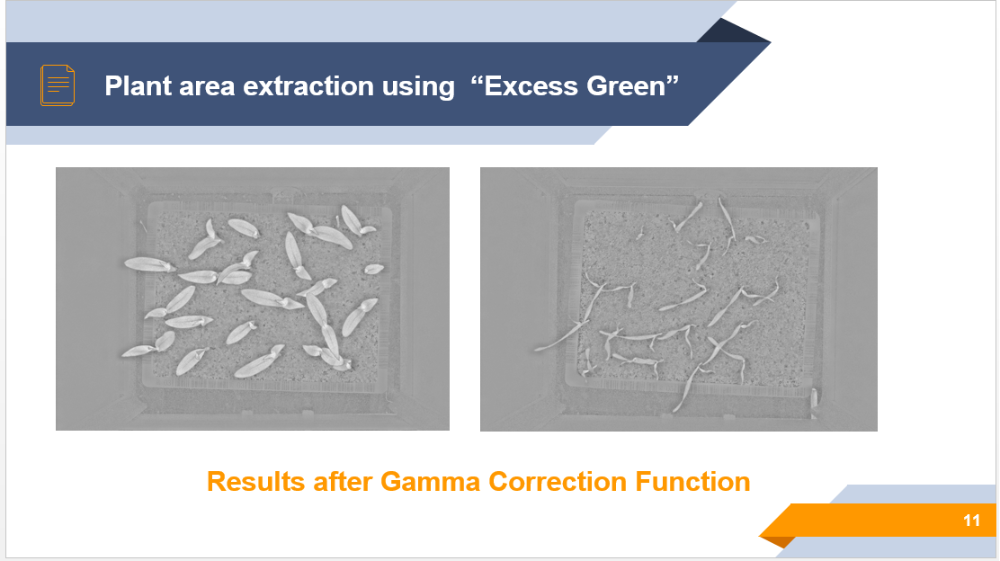 Plant area extraction using  “Excess Green”
Results after Gamma Correction Function
11